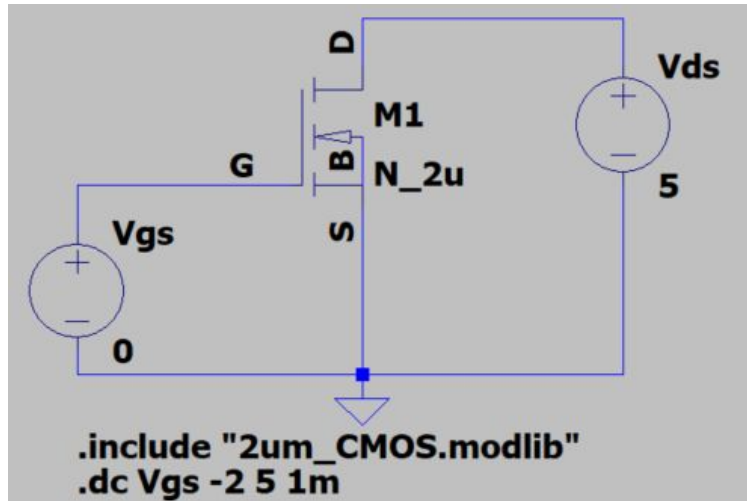 D
Vds
M1
G
B
N_2u
5
Vgs
S
0
.include "2um_CMOS.modlib"
.dc Vgs -2 5 1m